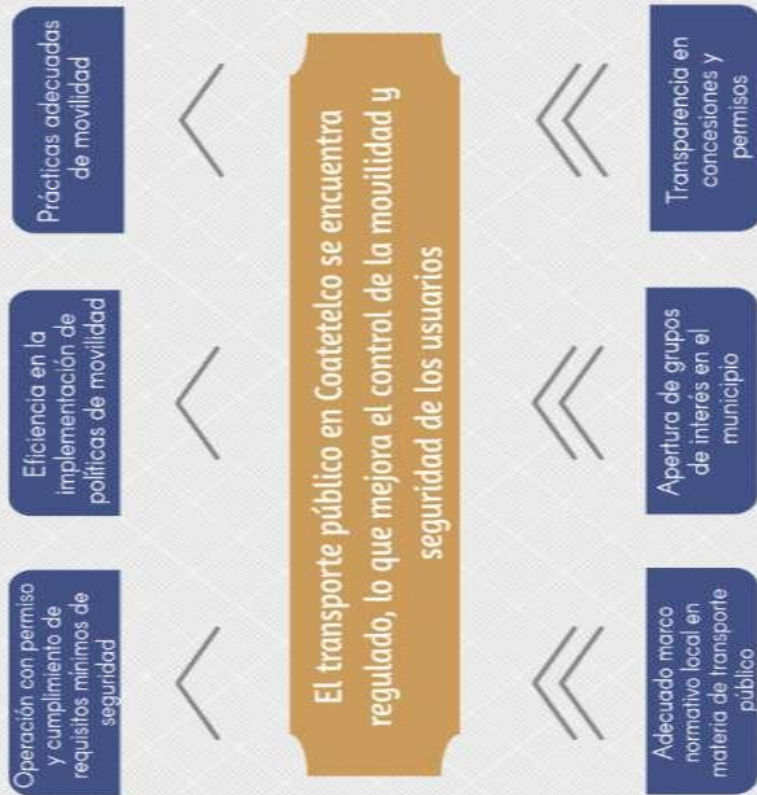 Operación con permiso
y cumplimiento de
requisitos mínimos de
seguridad
Eficiencia en la
implementación de
políticas de movilidad
Prácticas adecuadas
de movilidad
El transporte público en Coatetelco se encuentra
regulado, lo que mejora el control de la movilidad y
seguridad de los usuarios
Adecuado marco
normativo local en
materia de transporte
público
Apertura de grupos
de interés en el
municipio
Transparencia en
concesiones y
permisos